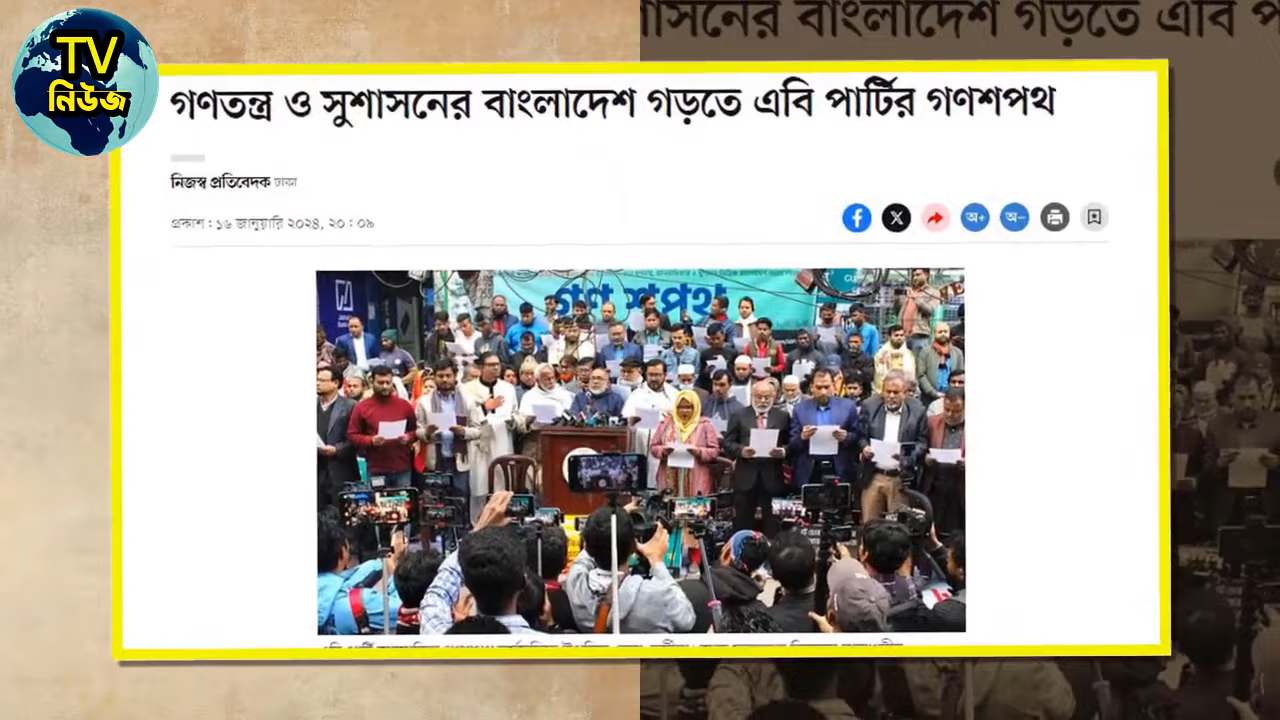 TV
নিউজ
গণতন্ত্র ও সুশাসনের বাংলাদেশ গড়তে এবি পার্টির গণশপথ
নিজস্ব প্রতিবেদক ঢাকা
প্রকাশ : ১৬ জানুয়ারি ২০২৪, ২০ : ০৯
অ+ অ−
গণ শপথ
বাংলাদেশ গড়তে এবি